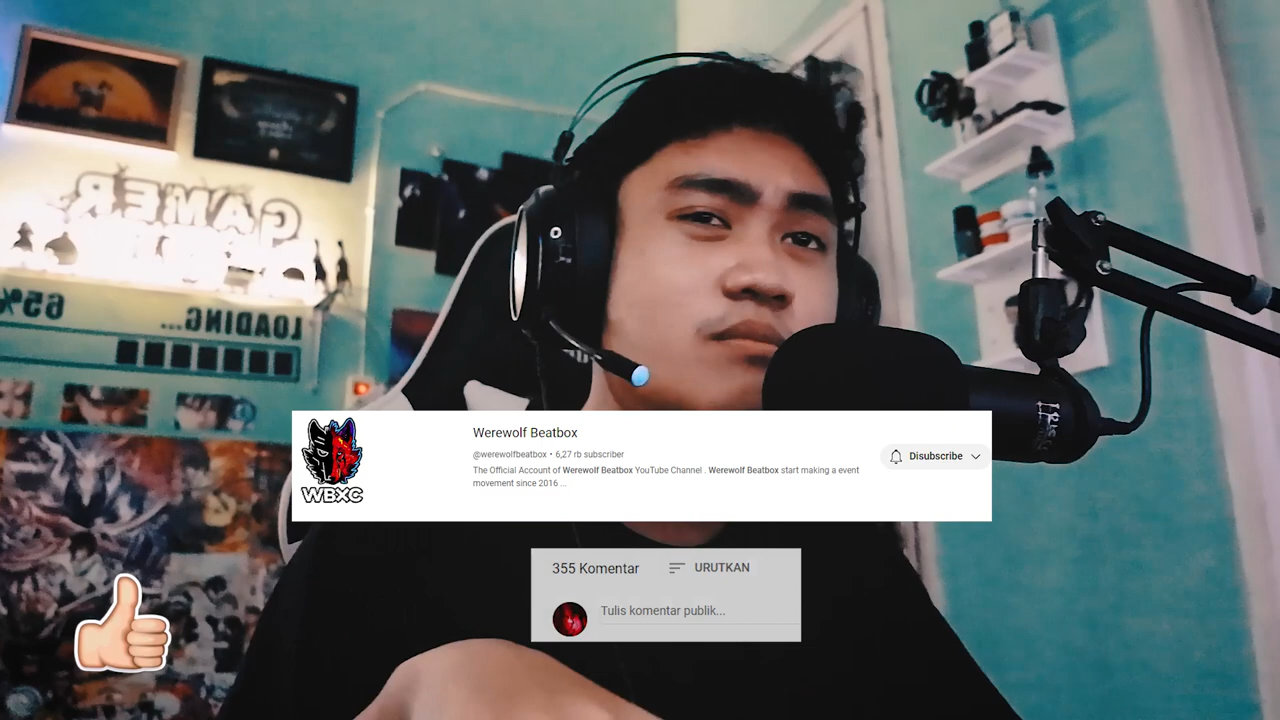 GAMER
65%
LOADING...
Werewolf Beatbox
@werewolfbeatbox • 6,27 rb subscriber
Disubscribe
The Official Account of Werewolf Beatbox YouTube Channel . Werewolf Beatbox start making a event
movement since 2016 ...
WBXC
355 Komentar
URUTKAN
Tulis komentar publik...